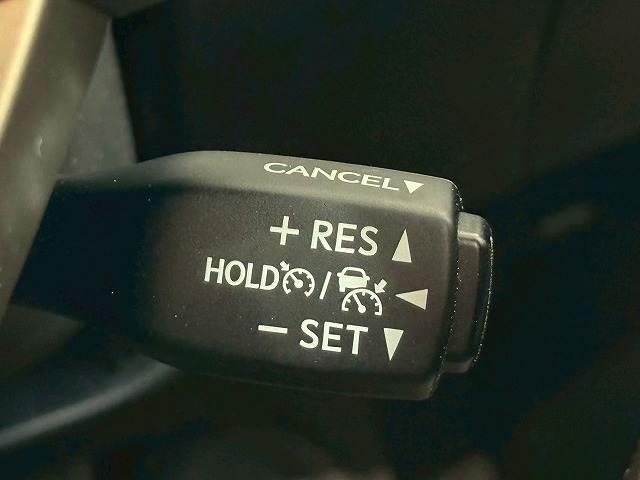 CANCEL▼
+ RES ▲
HOLD / ◀
− SET ▼